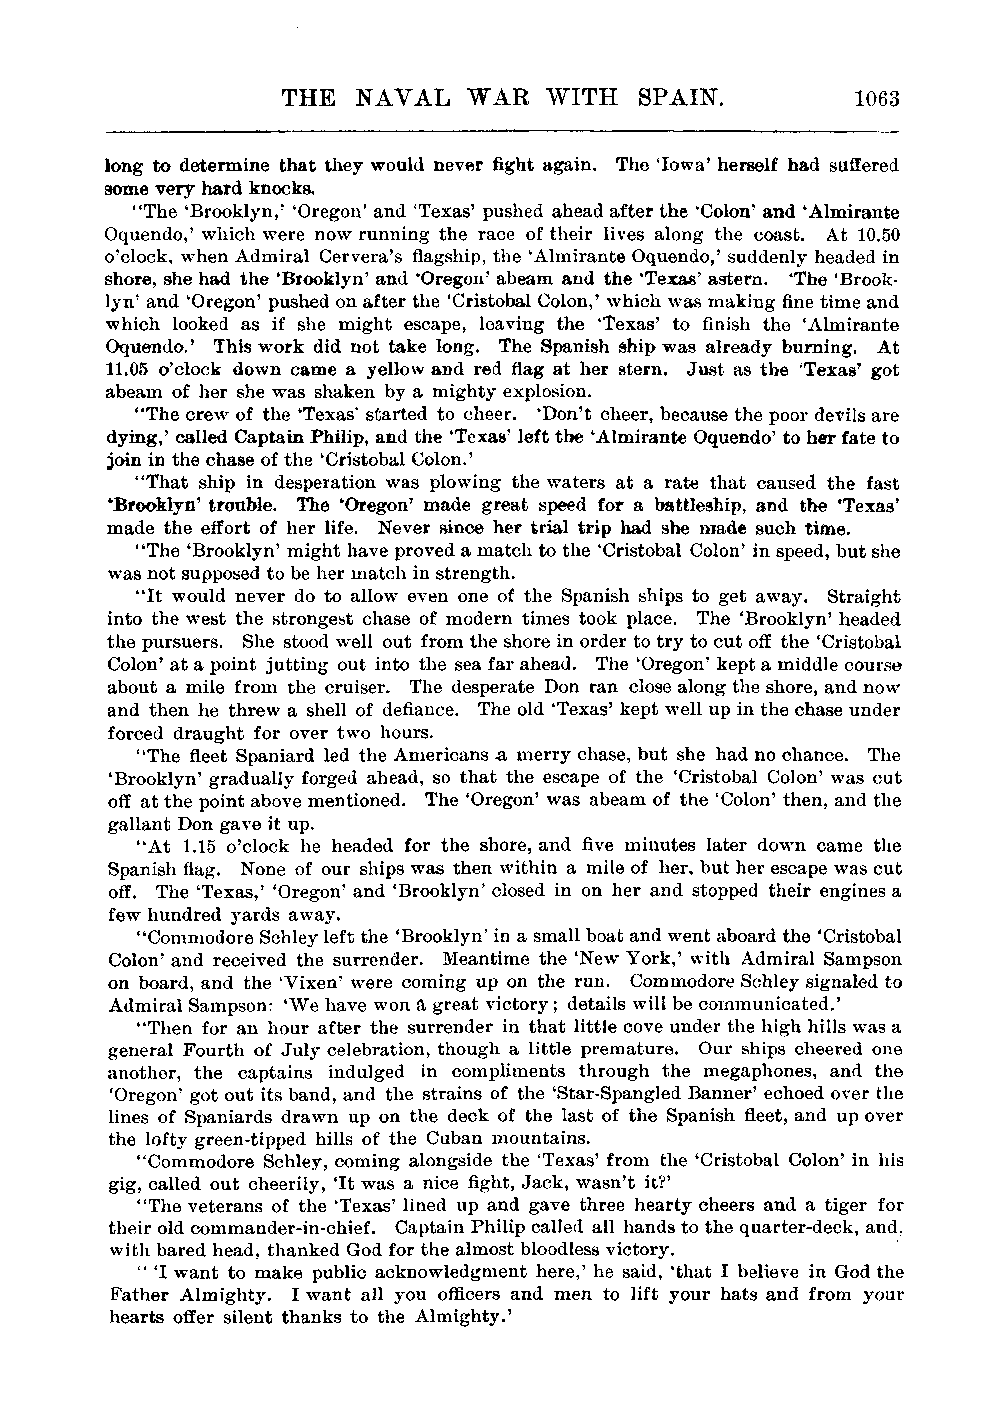 THE NAVAL WAR WITH SPAIN. 1063
long to determine that they would never fight again. The 'Iowa' herself had suffered
some very hard knocks.
"The 'Brooklyn,' 'Oregon' and 'Texas' pushed ahead after the 'Colon' and 'Almirante
Oquendo,' which were now running the race of their lives along the coast. At 10.50
o'clock, when Admiral Cervera's flagship, the 'Almirante Oquendo,' suddenly headed in
shore, she had the 'Brooklyn' and 'Oregon' abeam and the 'Texas' astern. 'The 'Brook-
lyn' and 'Oregon' pushed on after the 'Cristobal Colon,' which was making fine time and
which looked as if she might escape, leaving the 'Texas' to finish the 'Almirante
Oquendo.' This work did not take long. The Spanish ship was already burning. At
11.05 o'clock down came a yellow and red flag at her stern. Just as the 'Texas' got
abeam of her she was shaken by a mighty explosion.
"The crew of the 'Texas' started to cheer. 'Don't cheer, because the poor devils are
dying,' called Captain Philip, and the 'Texas' left the 'Almirante Oquendo' to her fate to
join in the chase of the 'Cristobal Colon.'
"That ship in desperation was plowing the waters at a rate that caused the fast
'Brooklyn' trouble. The 'Oregon' made great speed for a battleship, and the 'Texas'
made the effort of her life. Never since her trial trip had she made such time.
"The 'Brooklyn' might have proved a match to the 'Cristobal Colon' in speed, but she
was not supposed to be her match in strength.
"It would never do to allow even one of the Spanish ships to get away. Straight
into the west the strongest chase of modern times took place. The 'Brooklyn' headed
the pursuers. She stood well out from the shore in order to try to cut off the 'Cristobal
Colon' at a point jutting out into the sea far ahead. The 'Oregon' kept a middle course
about a mile from the cruiser. The desperate Don ran close along the shore, and now
and then he threw a shell of defiance. The old 'Texas' kept well up in the chase under
forced draught for over two hours.
"The fleet Spaniard led the Americans a merry chase, but she had no chance. The
'Brooklyn' gradually forged ahead, so that the escape of the 'Cristobal Colon' was cut
off at the point above mentioned. The 'Oregon' was abeam of the 'Colon' then, and the
gallant Don gave it up.
"At 1.15 o'clock he headed for the shore, and five minutes later down came the
Spanish flag. None of our ships was then within a mile of her, but her escape was cut
off. The 'Texas,' 'Oregon' and 'Brooklyn' closed in on her and stopped their engines a
few hundred yards away.
"Commodore Schley left the 'Brooklyn' in a small boat and went aboard the 'Cristobal
Colon' and received the surrender. Meantime the 'New York,' with Admiral Sampson
on board, and the 'Vixen' were coming up on the run. Commodore Schley signaled to
Admiral Sampson: 'We have won a great victory; details will be communicated.'
"Then for an hour after the surrender in that little cove under the high hills was a
general Fourth of July celebration, though a little premature. Our ships cheered one
another, the captains indulged in compliments through the megaphones, and the
'Oregon' got out its band, and the strains of the 'Star-Spangled Banner' echoed over the
lines of Spaniards drawn up on the deck of the last of the Spanish fleet, and up over
the lofty green-tipped hills of the Cuban mountains.
"Commodore Schley, coming alongside the 'Texas' from the 'Cristobal Colon' in his
gig, called out cheerily, 'It was a nice fight, Jack, wasn't it?'
"The veterans of the 'Texas' lined up and gave three hearty cheers and a tiger for
their old commander-in-chief. Captain Philip called all hands to the quarter-deck, and,
with bared head, thanked God for the almost bloodless victory.
" 'I want to make public acknowledgment here,' he said, 'that I believe in God the
Father Almighty. I want all you officers and men to lift your hats and from your
hearts offer silent thanks to the Almighty.'